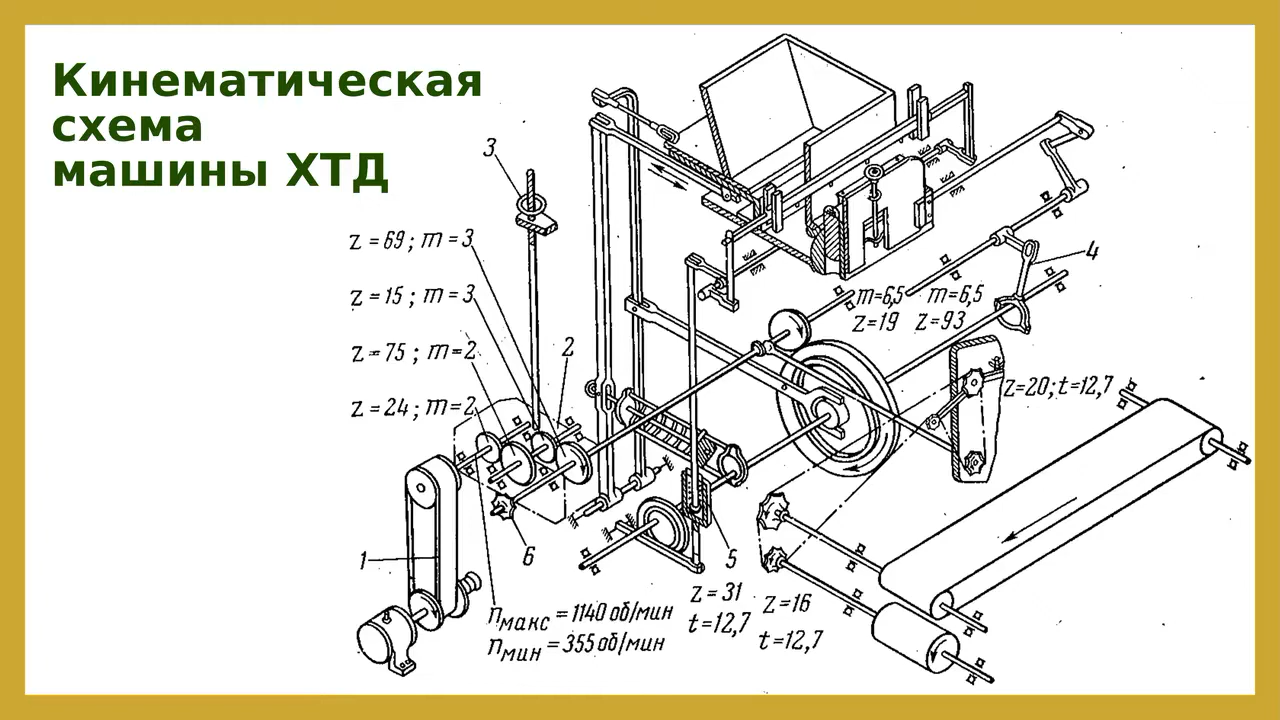 Кинематическая
схема
машины ХТД
3
z = 69 ; m = 3
z = 15 ; m = 3
z = 75 ; m = 2
2
z = 24 ; m = 2
4
m = 6,5 m = 6,5
z = 19 z = 93
z = 20; t = 12,7
1
6
5
nмакс = 1140 об/мин
nмин = 355 об/мин
z = 31
t = 12,7
z = 16
t = 12,7